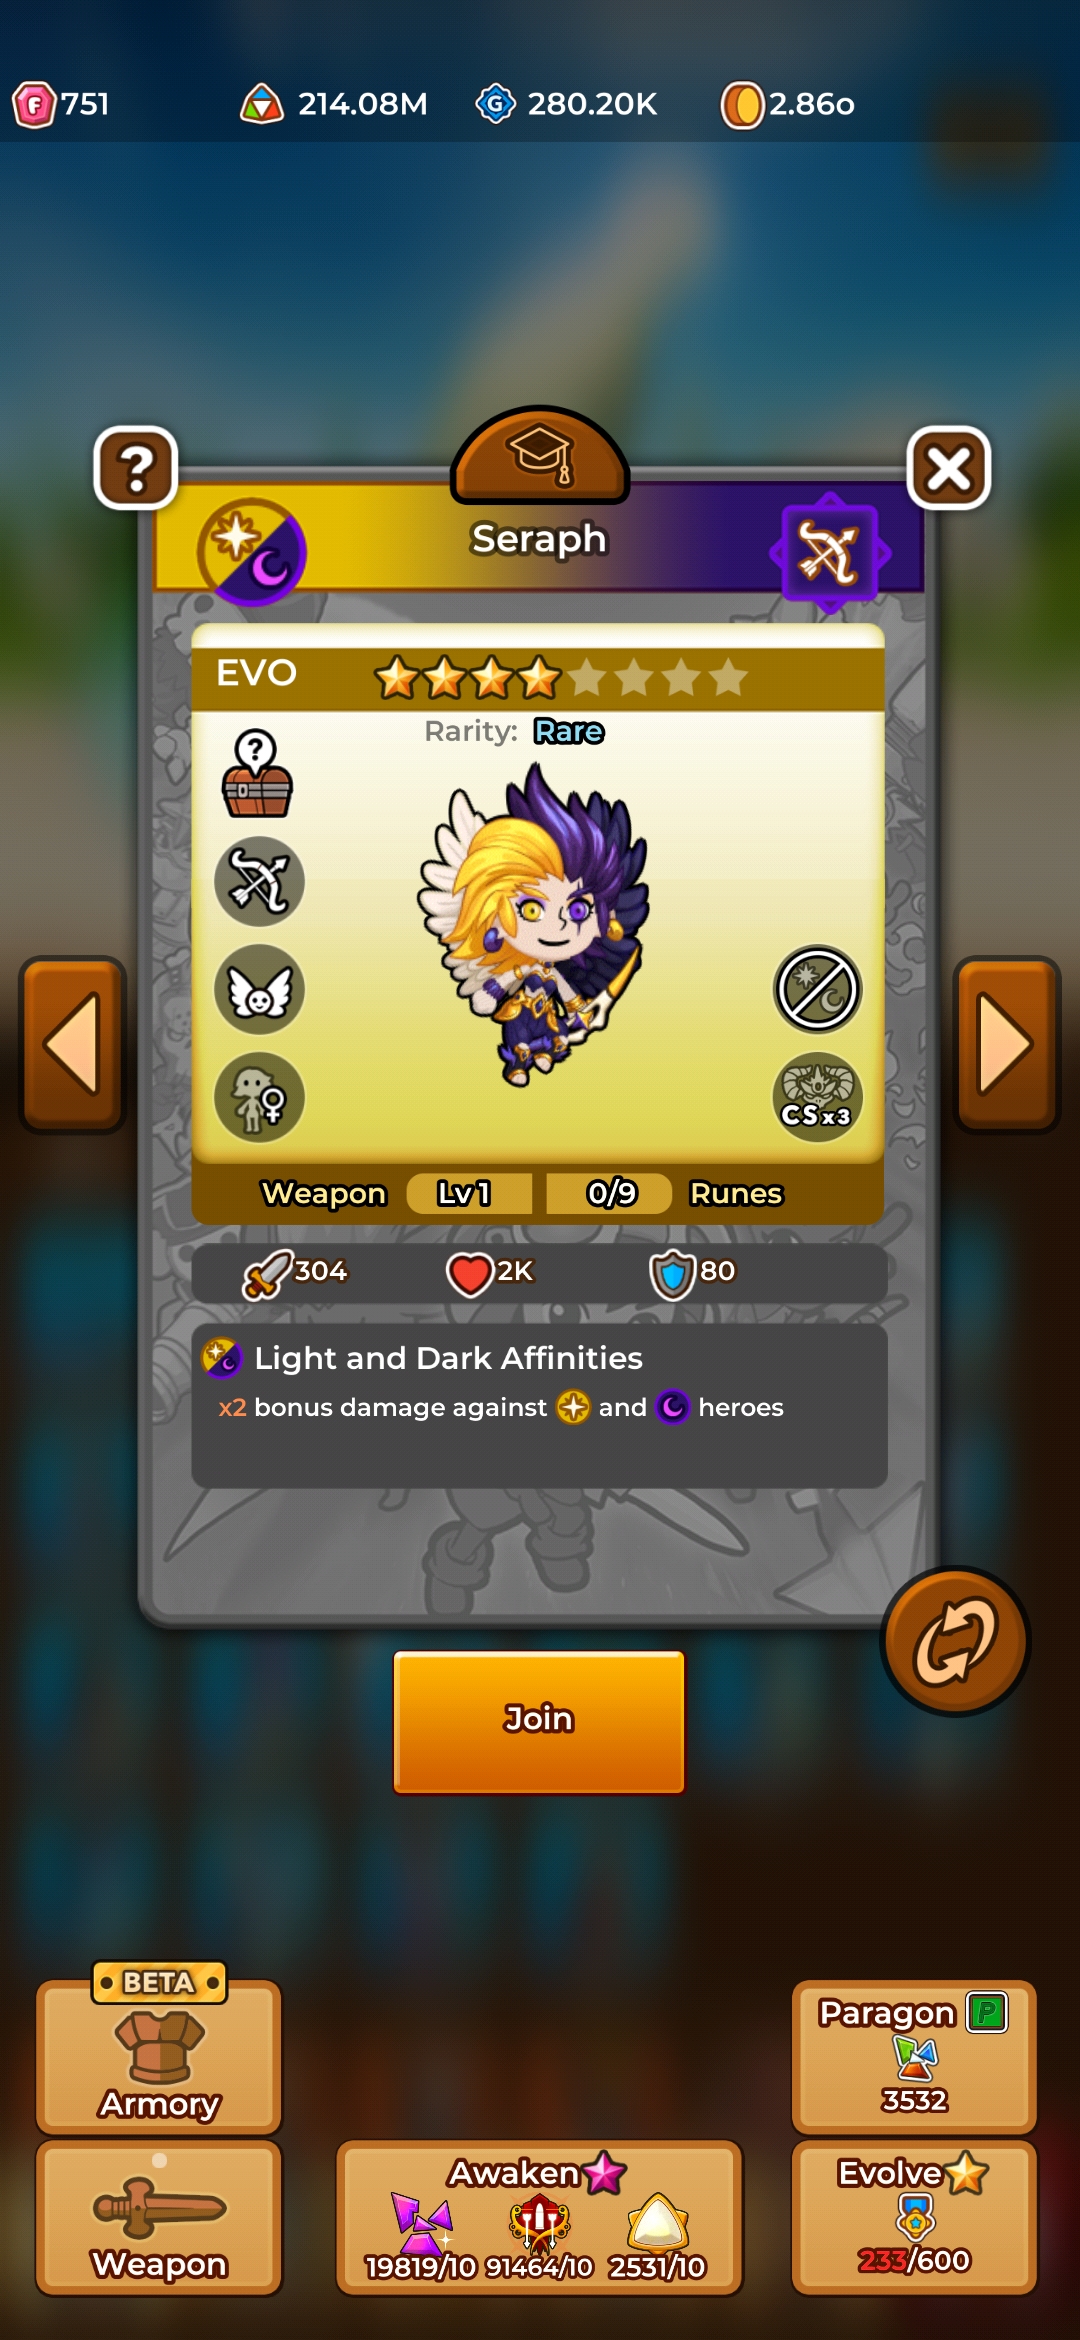 F 751 214.08M G 280.20K 2.86o
?
Seraph
EVO
Rarity: Rare
?
CSx3
Weapon Lv1 0/9 Runes
304 2K 80
Light and Dark Affinities
x2 bonus damage against and heroes
Join
BETA
Armory
Paragon P
3532
Weapon
Awaken
19819/10 91464/10 2531/10
Evolve
233/600